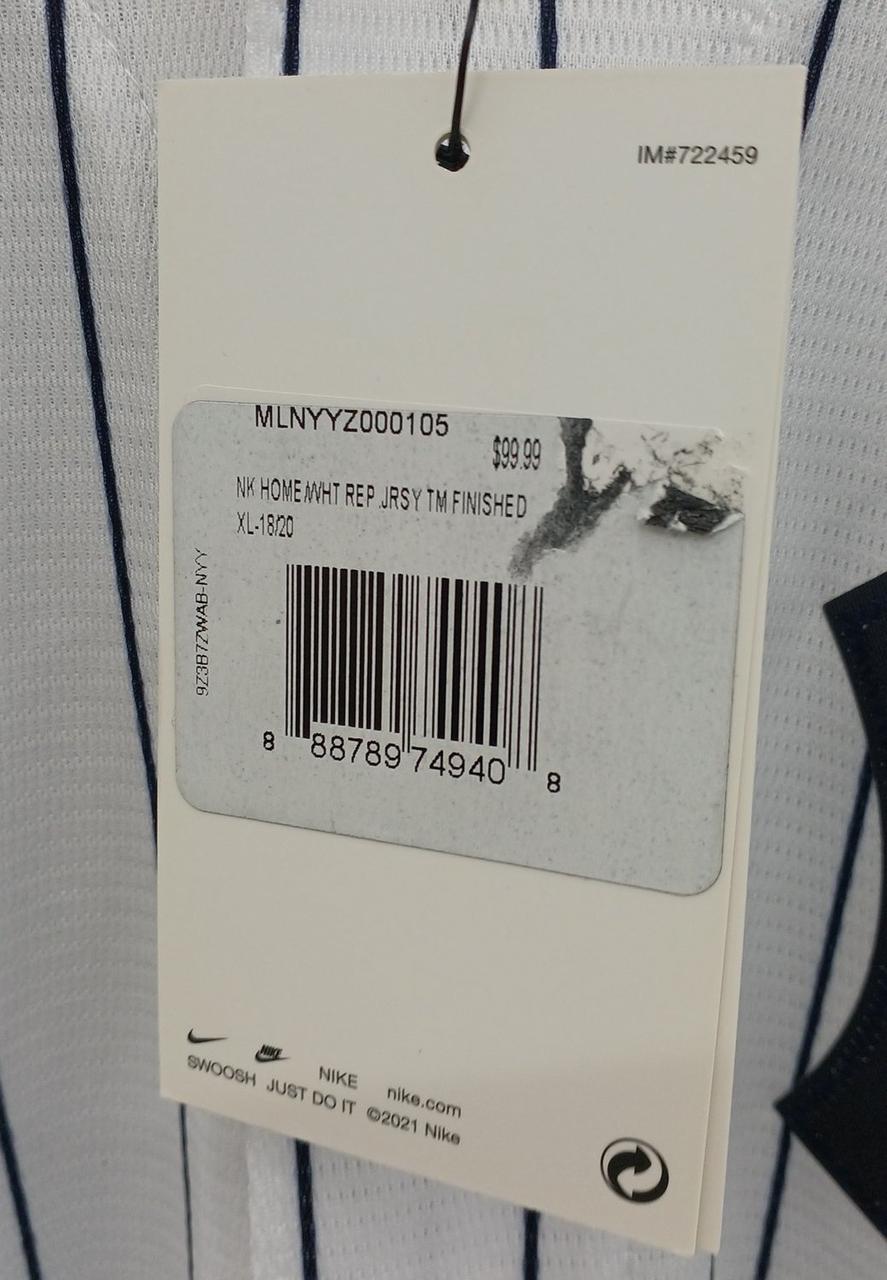 IM#722459
MLNYYZ000105
$99.99
NK HOME/WHT REP JRSY TM FINISHED
XL-18/20
9Z3B7ZWAB-NYY
8 88789 74940 8
NIKE
NIKE nike.com
SWOOSH JUST DO IT ©2021 Nike